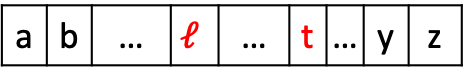 a b ... ℓ ... t ... y z